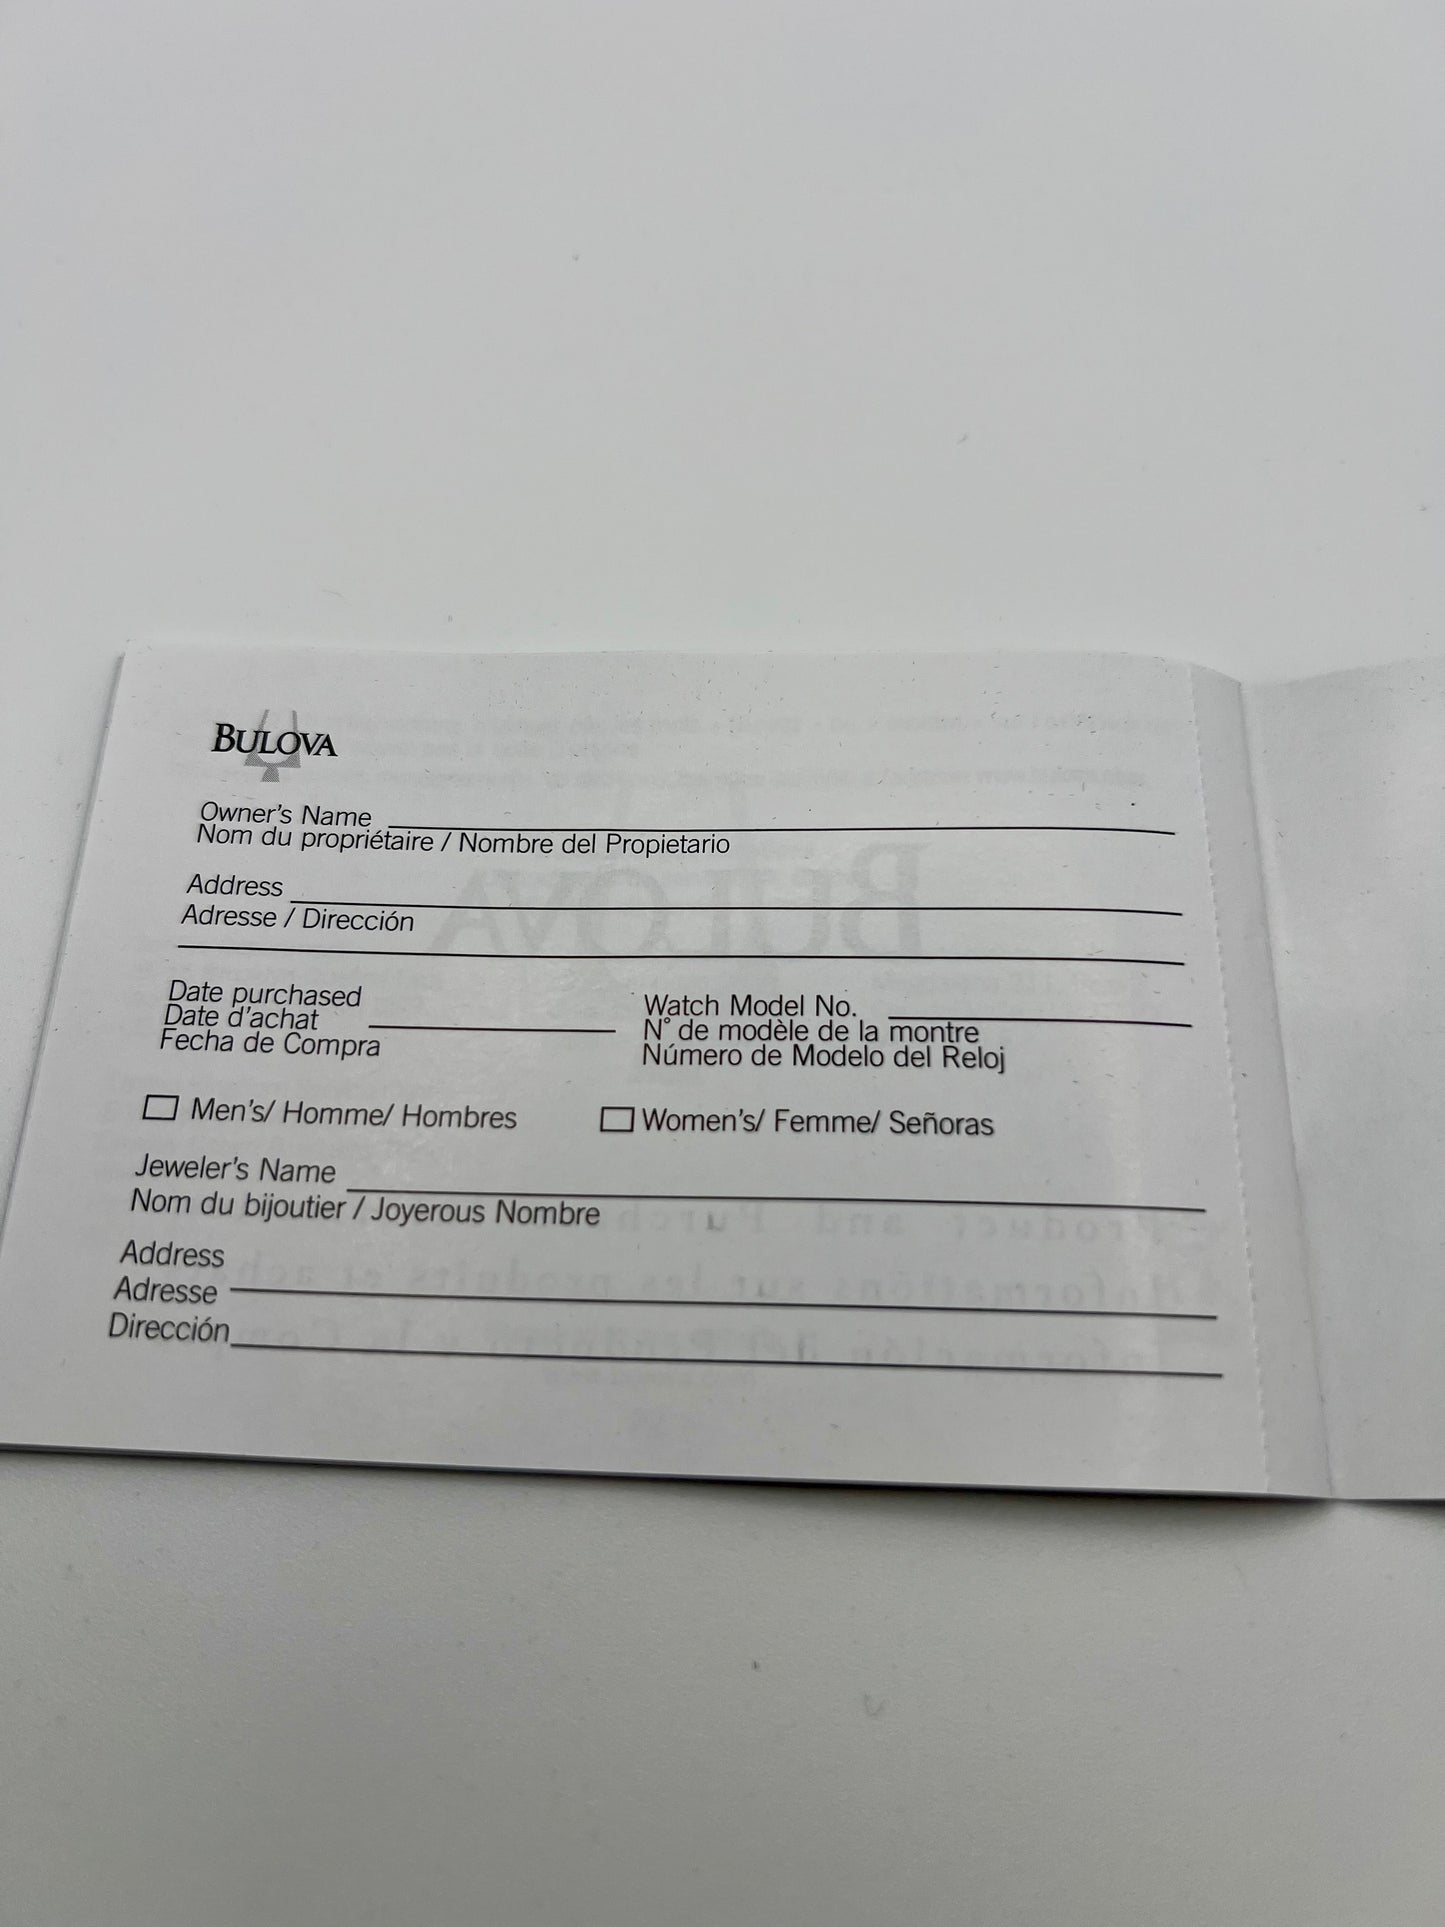 BULOVA
Owner's Name
Nom du propriétaire / Nombre del Propietario
Address
Adresse / Dirección
Date purchased
Date d'achat
Fecha de Compra
Watch Model No.
N° de modèle de la montre
Número de Modelo del Reloj
Men's/ Homme/ Hombres
Women's/ Femme/ Señoras
Jeweler's Name
Nom du bijoutier / Joyerous Nombre
Address
Adresse
Dirección